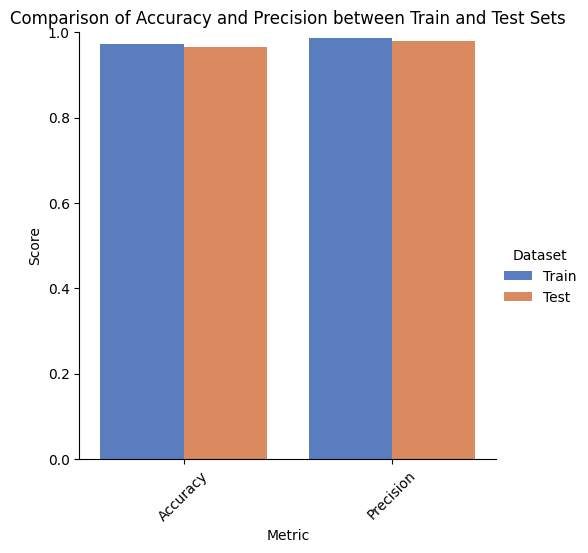 Comparison of Accuracy and Precision between Train and Test Sets
1.0
0.8
0.6
0.4
0.2
0.0
Score
Accuracy
Precision
Metric
Dataset
Train
Test